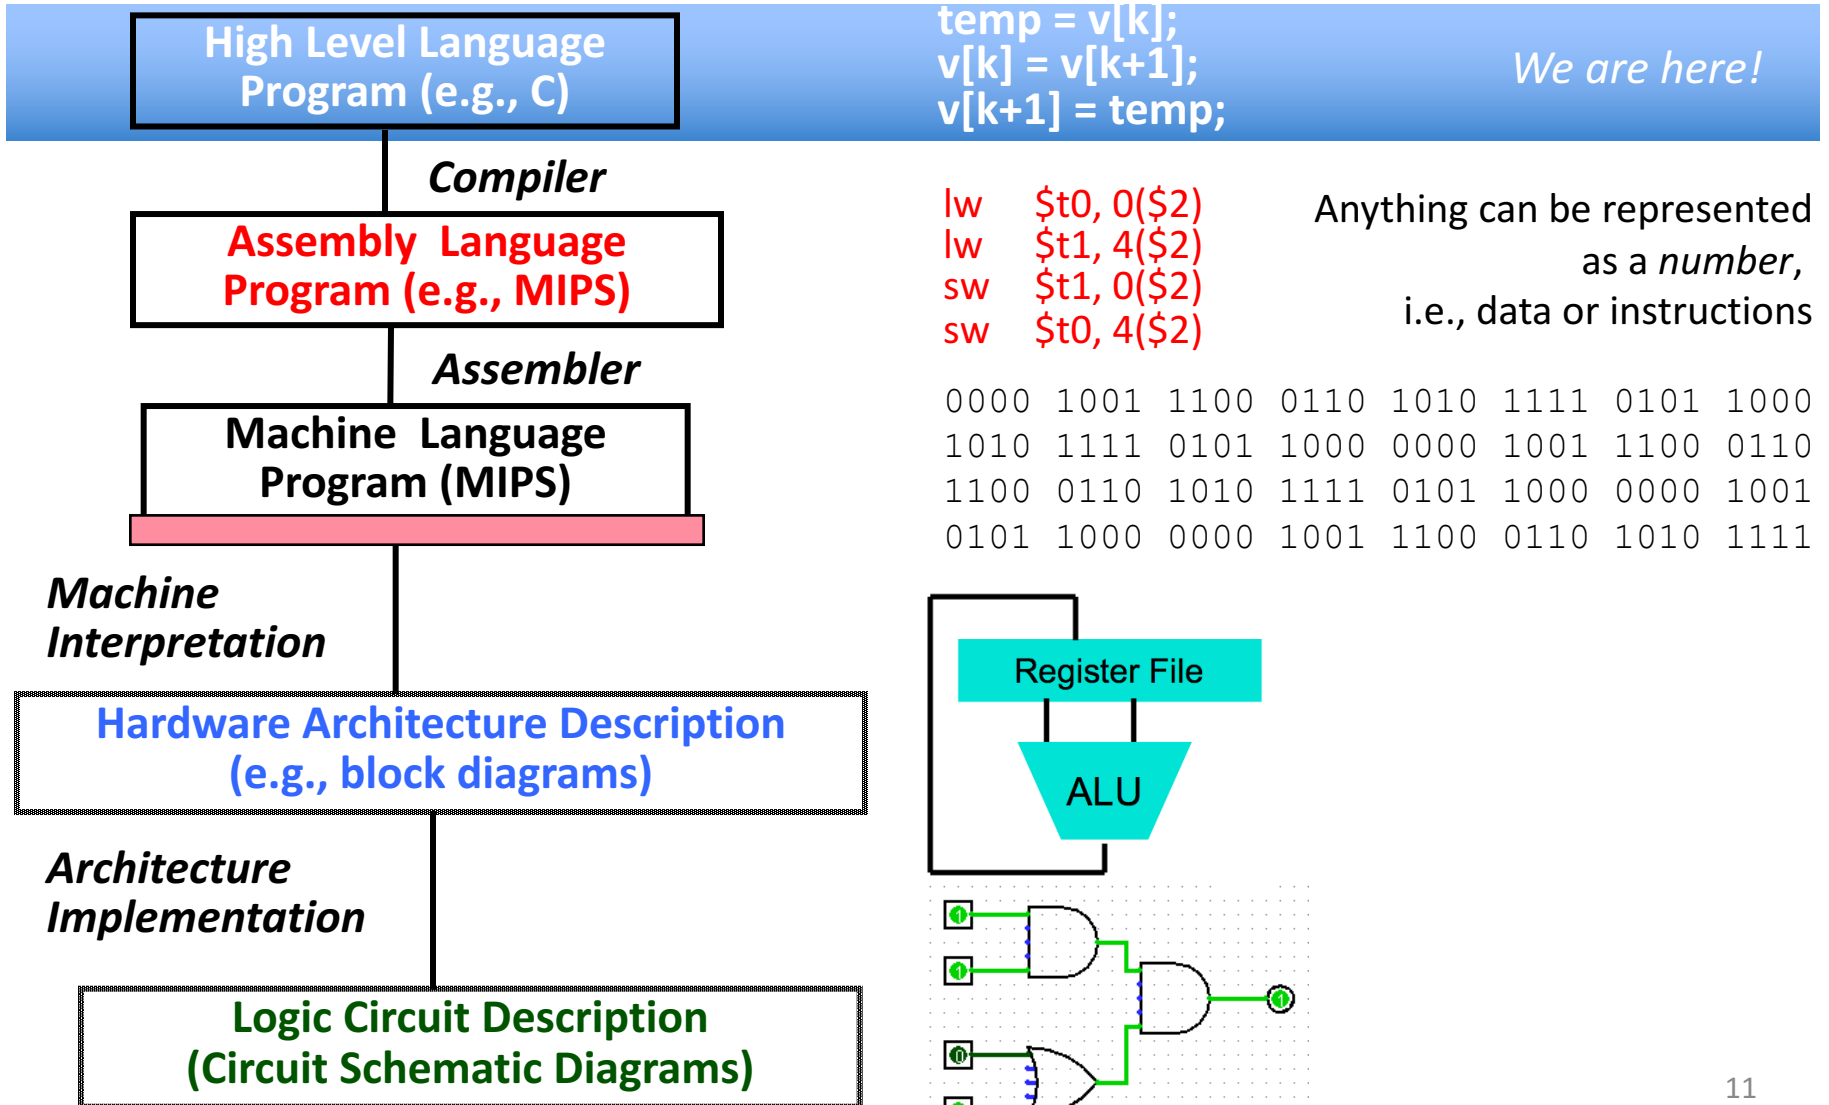 High Level Language
Program (e.g., C)
temp = v[k];
v[k] = v[k+1];
v[k+1] = temp;
We are here!
Compiler
Assembly Language
Program (e.g., MIPS)
lw $t0, 0($2)
lw $t1, 4($2)
sw $t1, 0($2)
sw $t0, 4($2)
Anything can be represented
as a number,
i.e., data or instructions
Assembler
Machine Language
Program (MIPS)
0000 1001 1100 0110 1010 1111 0101 1000
1010 1111 0101 1000 0000 1001 1100 0110
1100 0110 1010 1111 0101 1000 0000 1001
0101 1000 0000 1001 1100 0110 1010 1111
Machine
Interpretation
Register File
ALU
Hardware Architecture Description
(e.g., block diagrams)
Architecture
Implementation
1
1
1
0
Logic Circuit Description
(Circuit Schematic Diagrams)
11